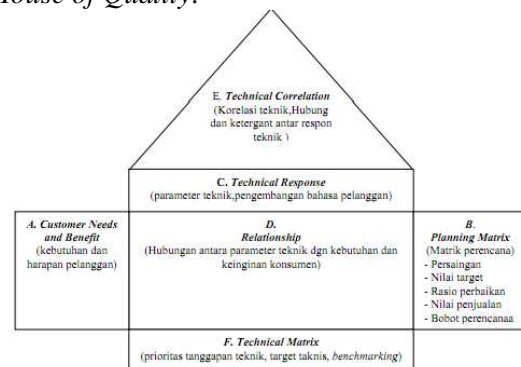 House of Quality.
E. Technical Correlation
(Korelasi teknik,Hubung
dan ketergant antar respon
teknik )
C. Technical Response
(parameter teknik,pengembangan bahasa pelanggan)
A. Customer Needs
and Benefit
(kebutuhan dan
harapan pelanggan)
D.
Relationship
(Hubungan antara parameter teknik dgn kebutuhan dan
keinginan konsumen)
B.
Planning Matrix
(Matrik perencana)
- Persaingan
- Nilai target
- Rasio perbaikan
- Nilai penjualan
- Bobot perencanaa
F. Technical Matrix
(prioritas tanggapan teknik, target taknis, benchmarking)